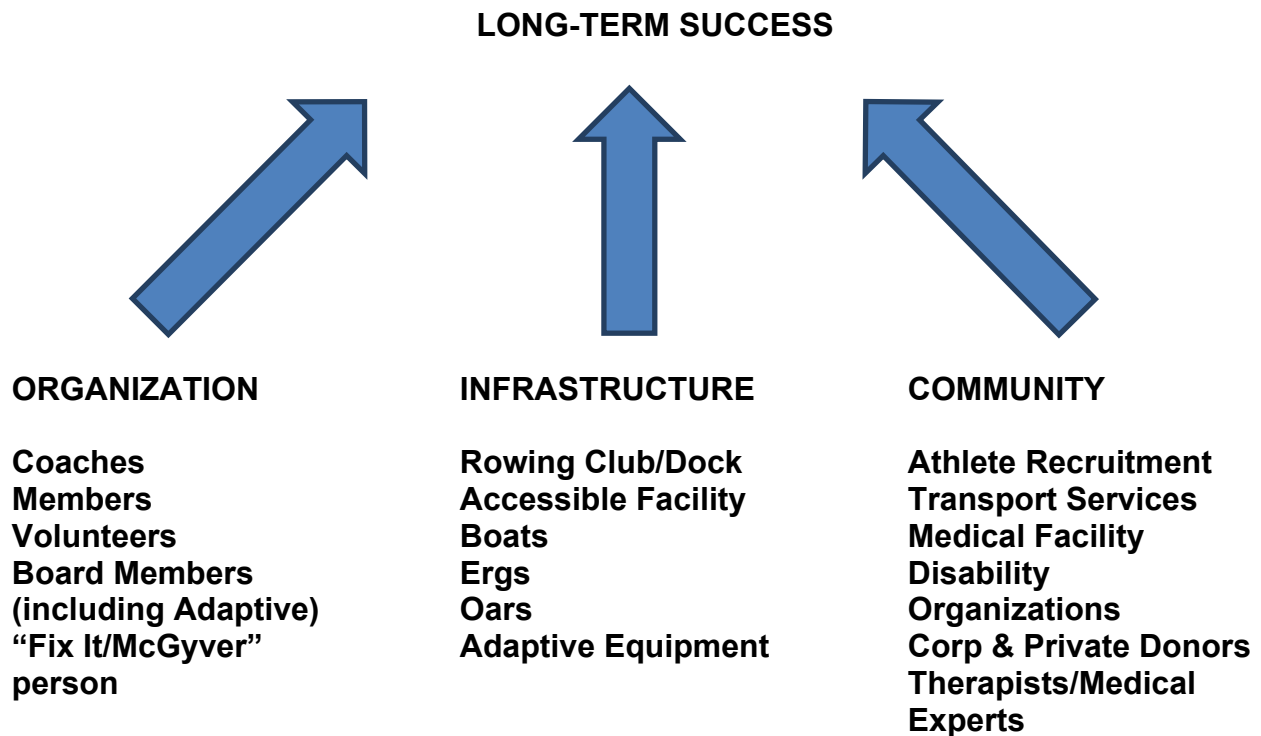 LONG-TERM SUCCESS
ORGANIZATION
Coaches
Members
Volunteers
Board Members
(including Adaptive)
“Fix It/McGyver”
person
INFRASTRUCTURE
Rowing Club/Dock
Accessible Facility
Boats
Ergs
Oars
Adaptive Equipment
COMMUNITY
Athlete Recruitment
Transport Services
Medical Facility
Disability
Organizations
Corp & Private Donors
Therapists/Medical
Experts